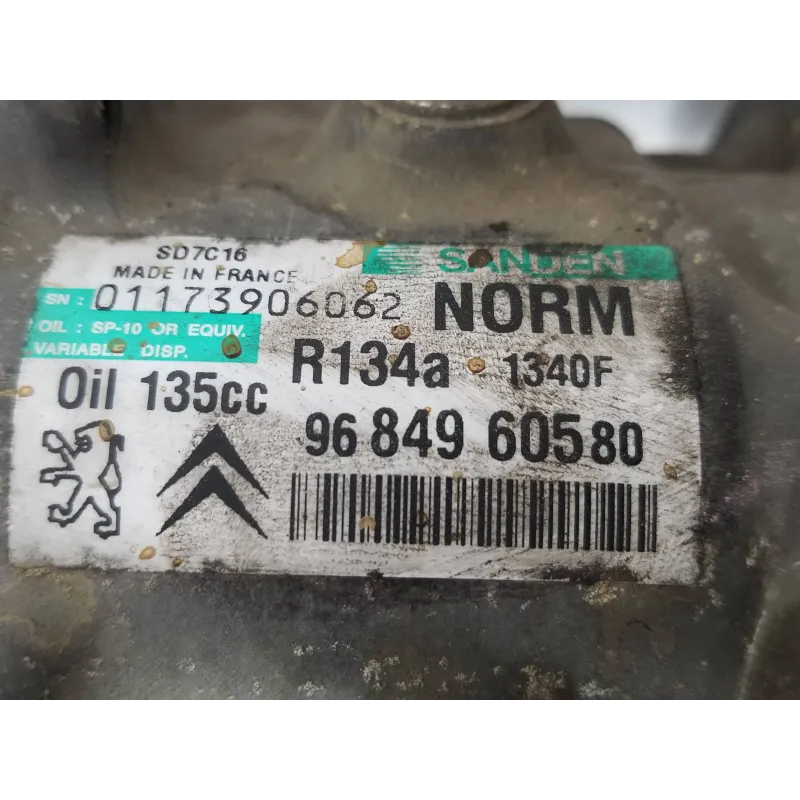 SD7C16
MADE IN FRANCE
SANDEN
SN : 01173906062
NORM
OIL : SP-10 OR EQUIV.
VARIABLE DISP.
R134a 1340F
Oil 135cc
96 849 605 80